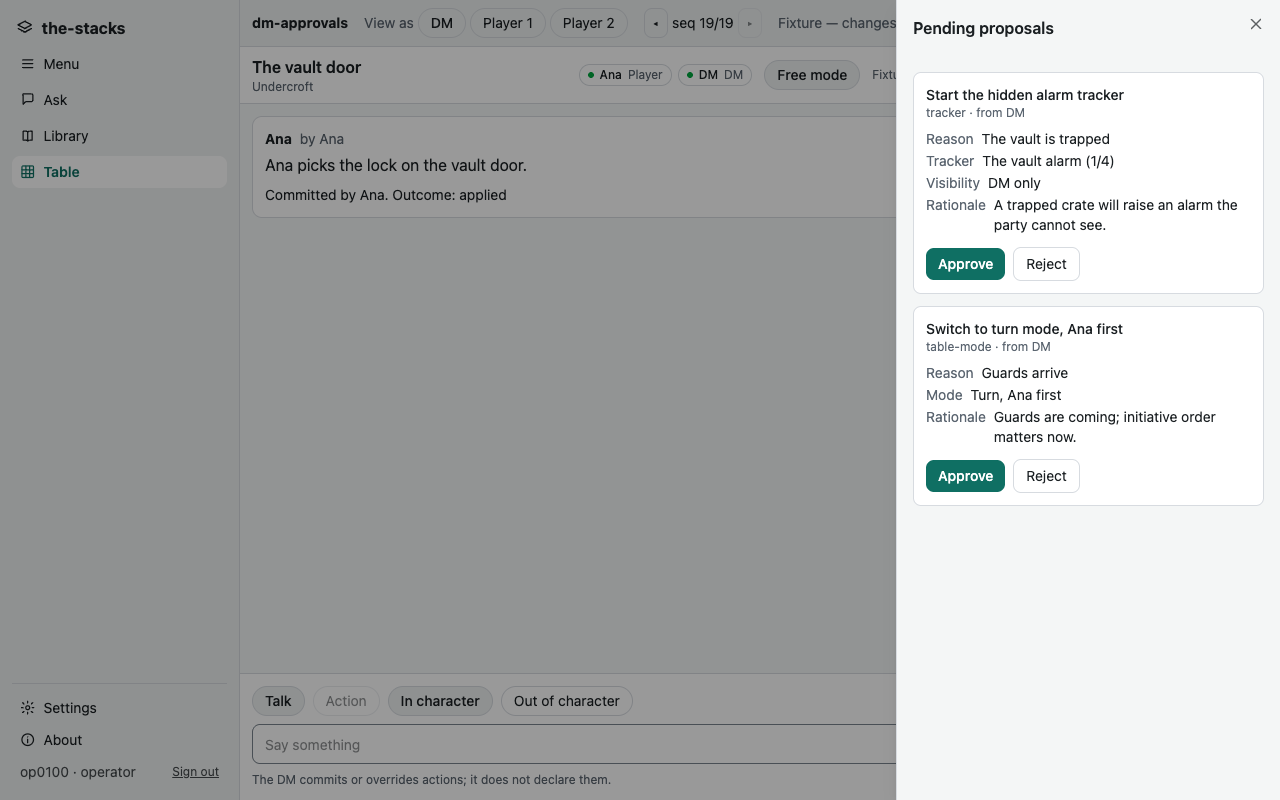 the-stacks
Menu
Ask
Library
Table
Settings
About
op0100 · operator
Sign out
dm-approvals
View as
DM
Player 1
Player 2
seq 19/19
Fixture — changes
The vault door
Undercroft
Ana Player
DM DM
Free mode
Ana by Ana
Ana picks the lock on the vault door.
Committed by Ana. Outcome: applied
Talk
Action
In character
Out of character
Say something
The DM commits or overrides actions; it does not declare them.
Pending proposals
Start the hidden alarm tracker
tracker · from DM
Reason The vault is trapped
Tracker The vault alarm (1/4)
Visibility DM only
Rationale A trapped crate will raise an alarm the
party cannot see.
Approve
Reject
Switch to turn mode, Ana first
table-mode · from DM
Reason Guards arrive
Mode Turn, Ana first
Rationale Guards are coming; initiative order
matters now.
Approve
Reject